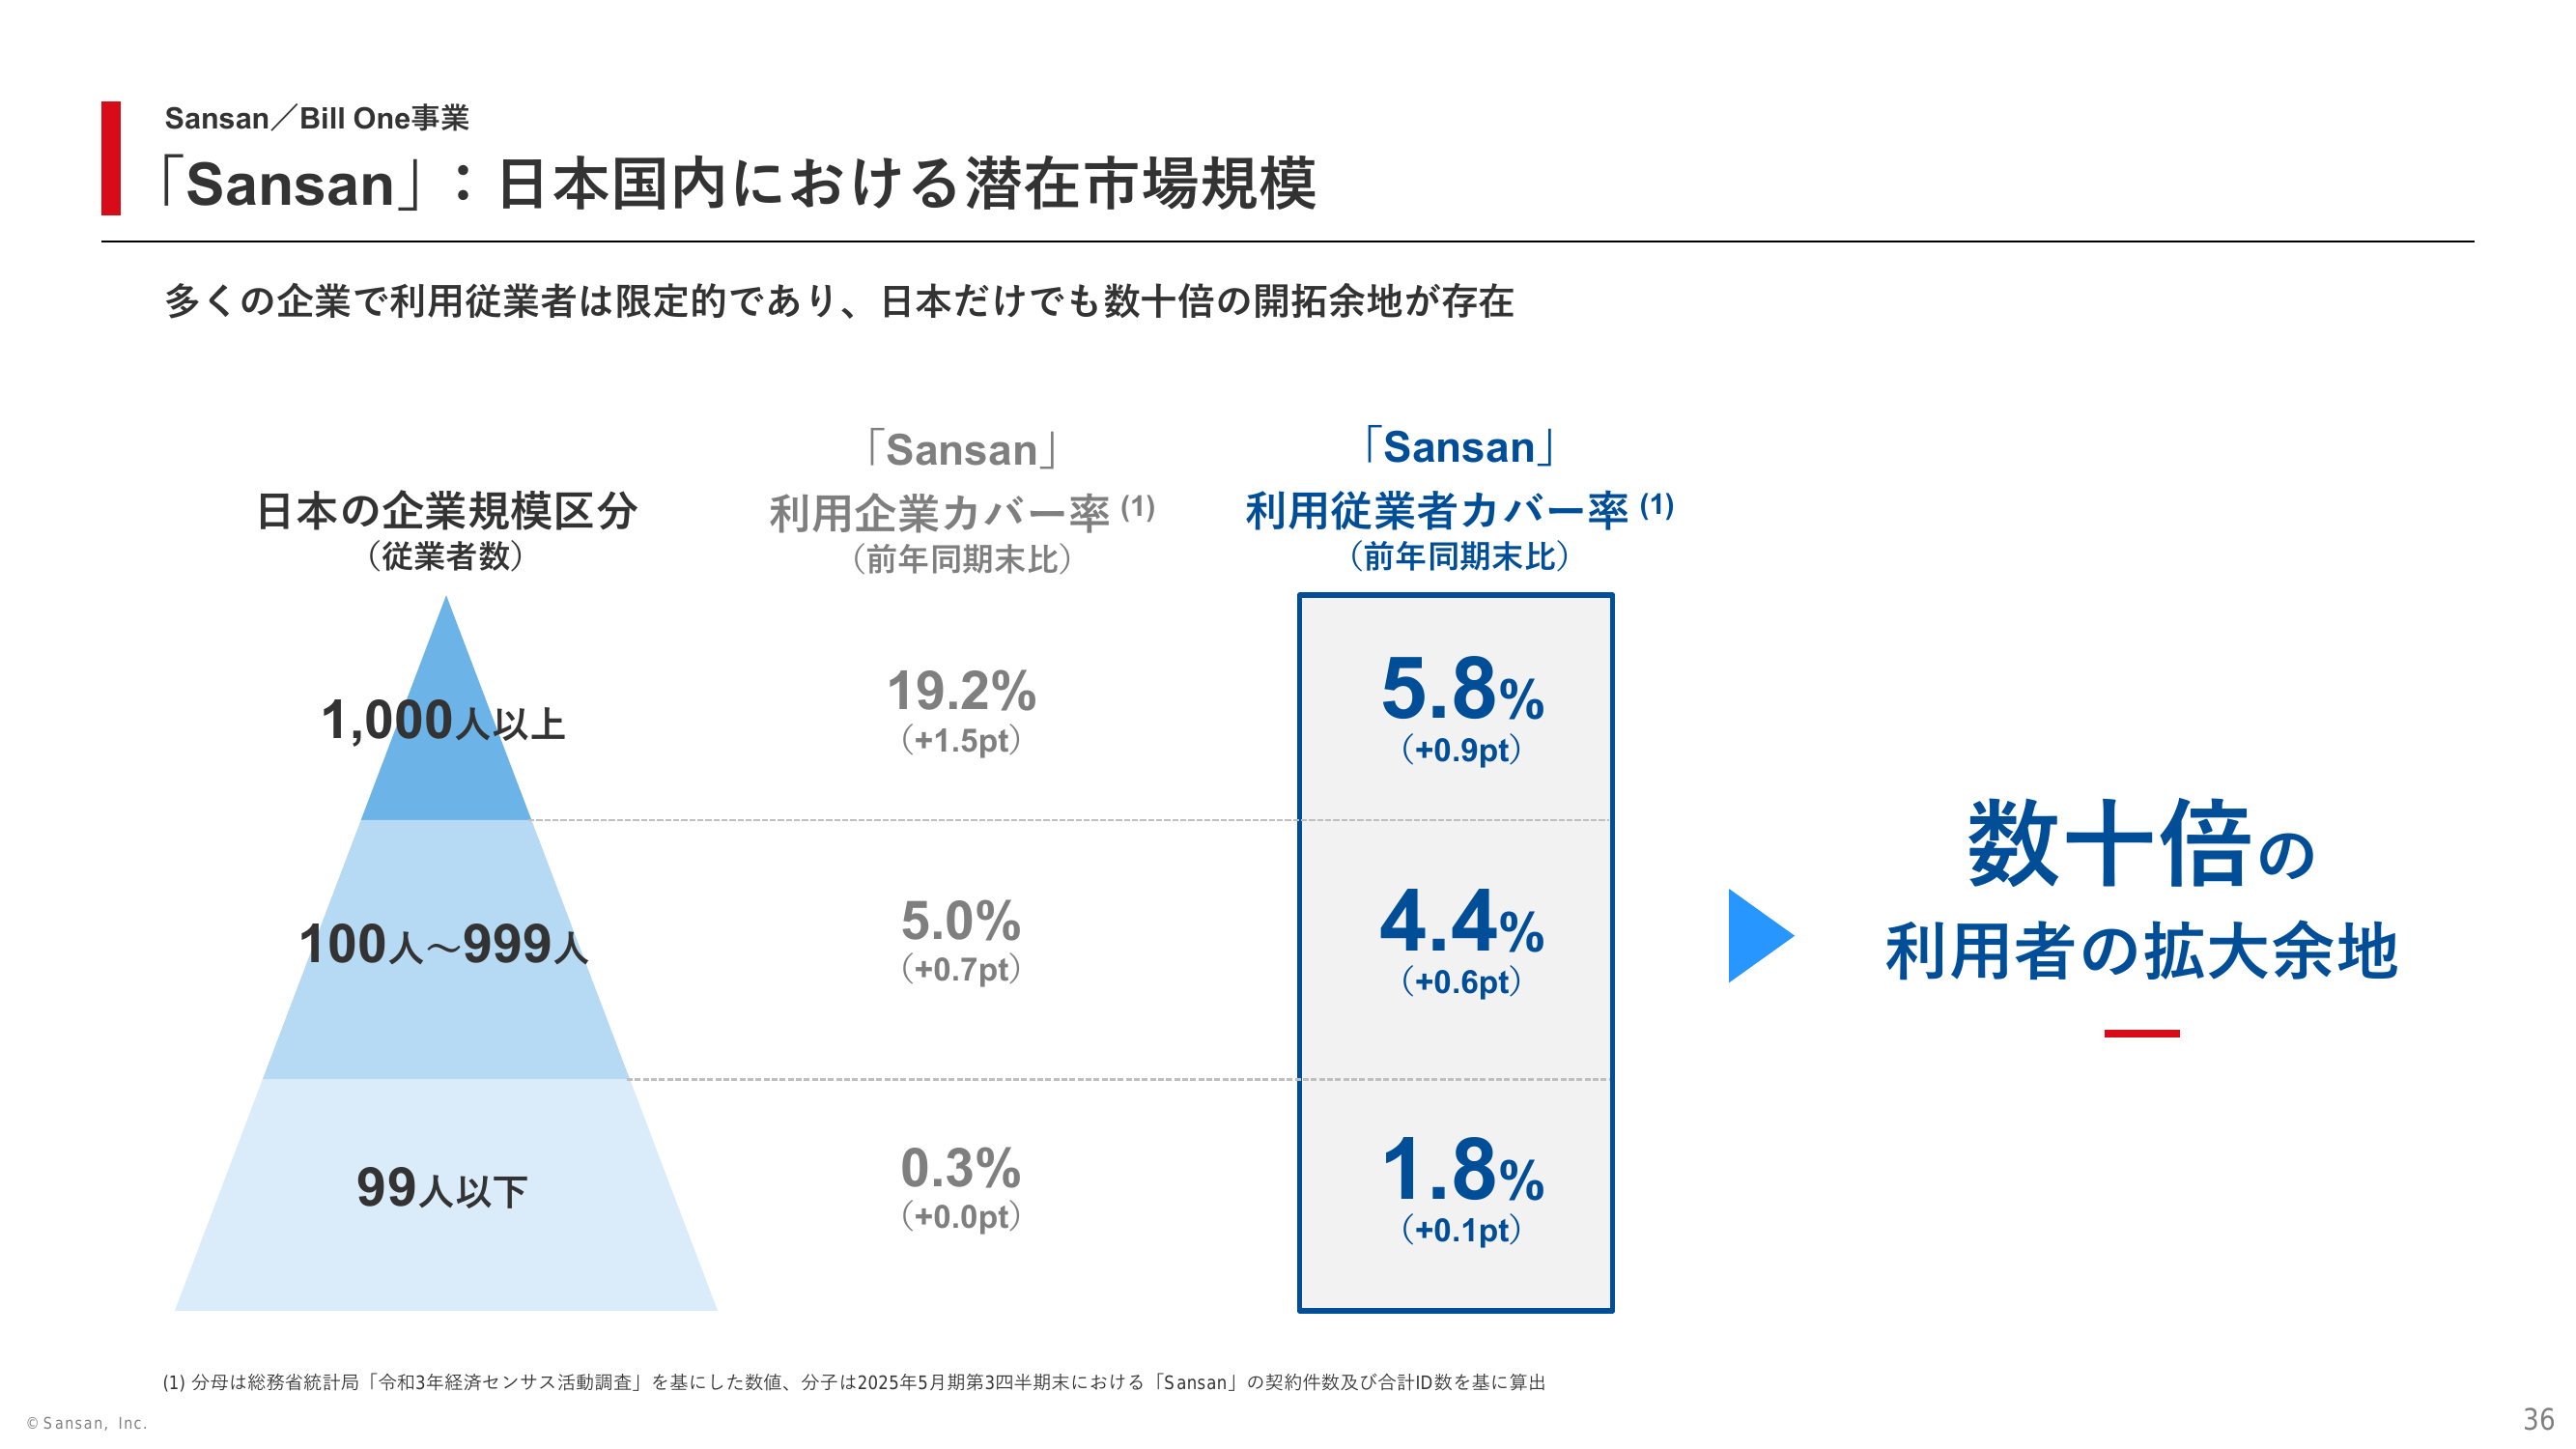 Sansan／Bill One事業
「Sansan」：日本国内における潜在市場規模
多くの企業で利用従業者は限定的であり、日本だけでも数十倍の開拓余地が存在
日本の企業規模区分
（従業者数）
「Sansan」
利用企業カバー率 (1)
（前年同期末比）
「Sansan」
利用従業者カバー率 (1)
（前年同期末比）
1,000人以上
19.2%
（+1.5pt）
5.8%
（+0.9pt）
100人～999人
5.0%
（+0.7pt）
4.4%
（+0.6pt）
99人以下
0.3%
（+0.0pt）
1.8%
（+0.1pt）
数十倍の
利用者の拡大余地
(1) 分母は総務省統計局「令和3年経済センサス活動調査」を基にした数値、分子は2025年5月期第3四半期末における「Sansan」の契約件数及び合計ID数を基に算出
© Sansan, Inc.
36